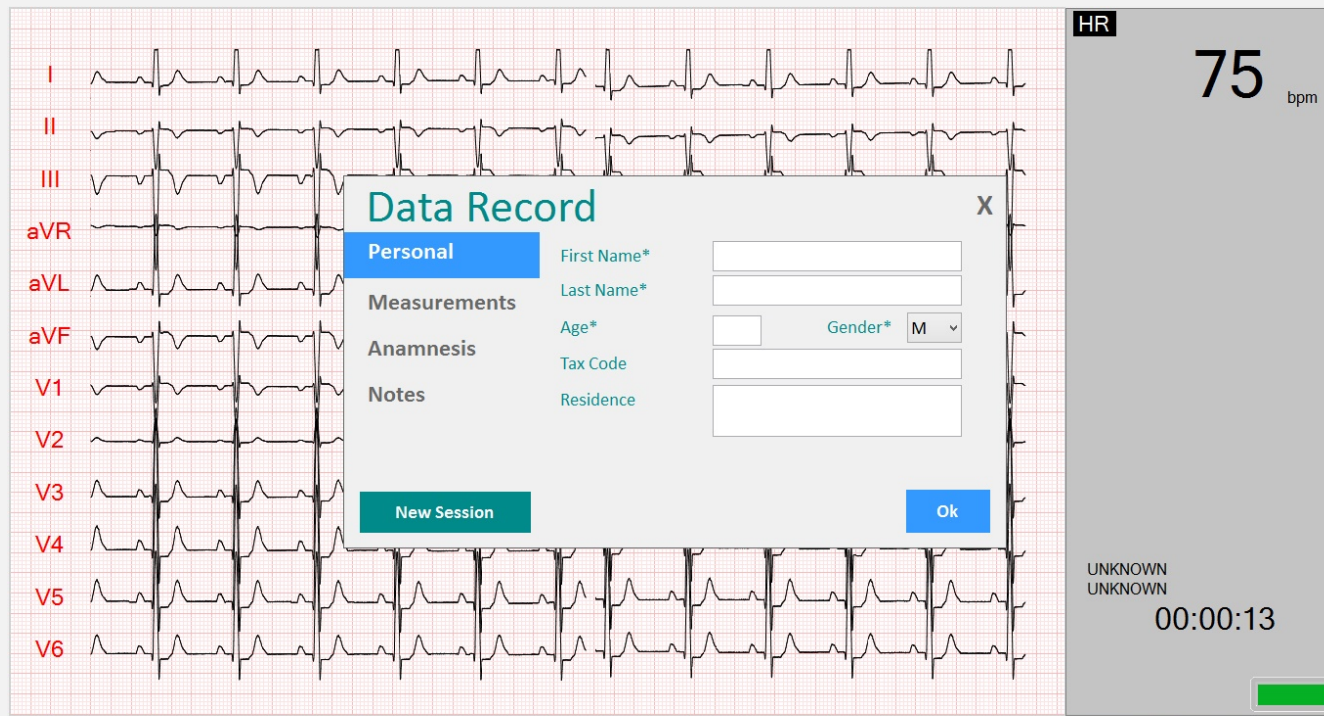 HR
75 bpm
I
II
III
aVR
aVL
aVF
V1
V2
V3
V4
V5
V6
Data Record
X
Personal
Measurements
Anamnesis
Notes
First Name*
Last Name*
Age*
Gender* M
Tax Code
Residence
New Session
Ok
UNKNOWN
UNKNOWN
00:00:13